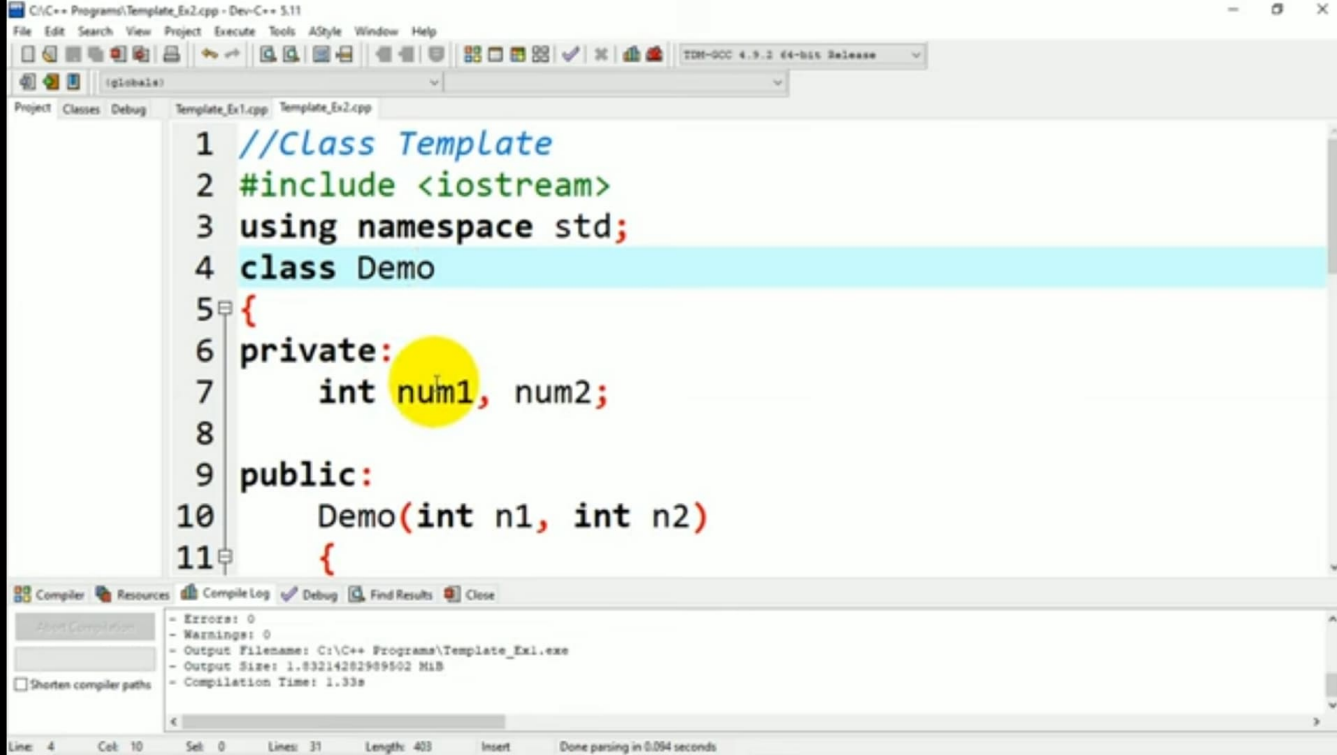 C:\C++ Programs\Template_Ex2.cpp - Dev-C++ 5.11
File Edit Search View Project Execute Tools AStyle Window Help
TDM-GCC 4.9.2 64-bit Release
(globals)
Project Classes Debug Template_Ex1.cpp Template_Ex2.cpp
1 //Class Template
2 #include <iostream>
3 using namespace std;
4 class Demo
5 {
6 private:
7 int num1, num2;
8
9 public:
10 Demo(int n1, int n2)
11 {
Compiler Resources Compile Log Debug Find Results Close
Abort Compilation
- Errors: 0
- Warnings: 0
- Output Filename: C:\C++ Programs\Template_Ex1.exe
- Output Size: 1.83214282989502 MiB
Shorten compiler paths - Compilation Time: 1.33s
Line: 4 Col: 10 Sel: 0 Lines: 31 Length: 403 Insert Done parsing in 0.094 seconds